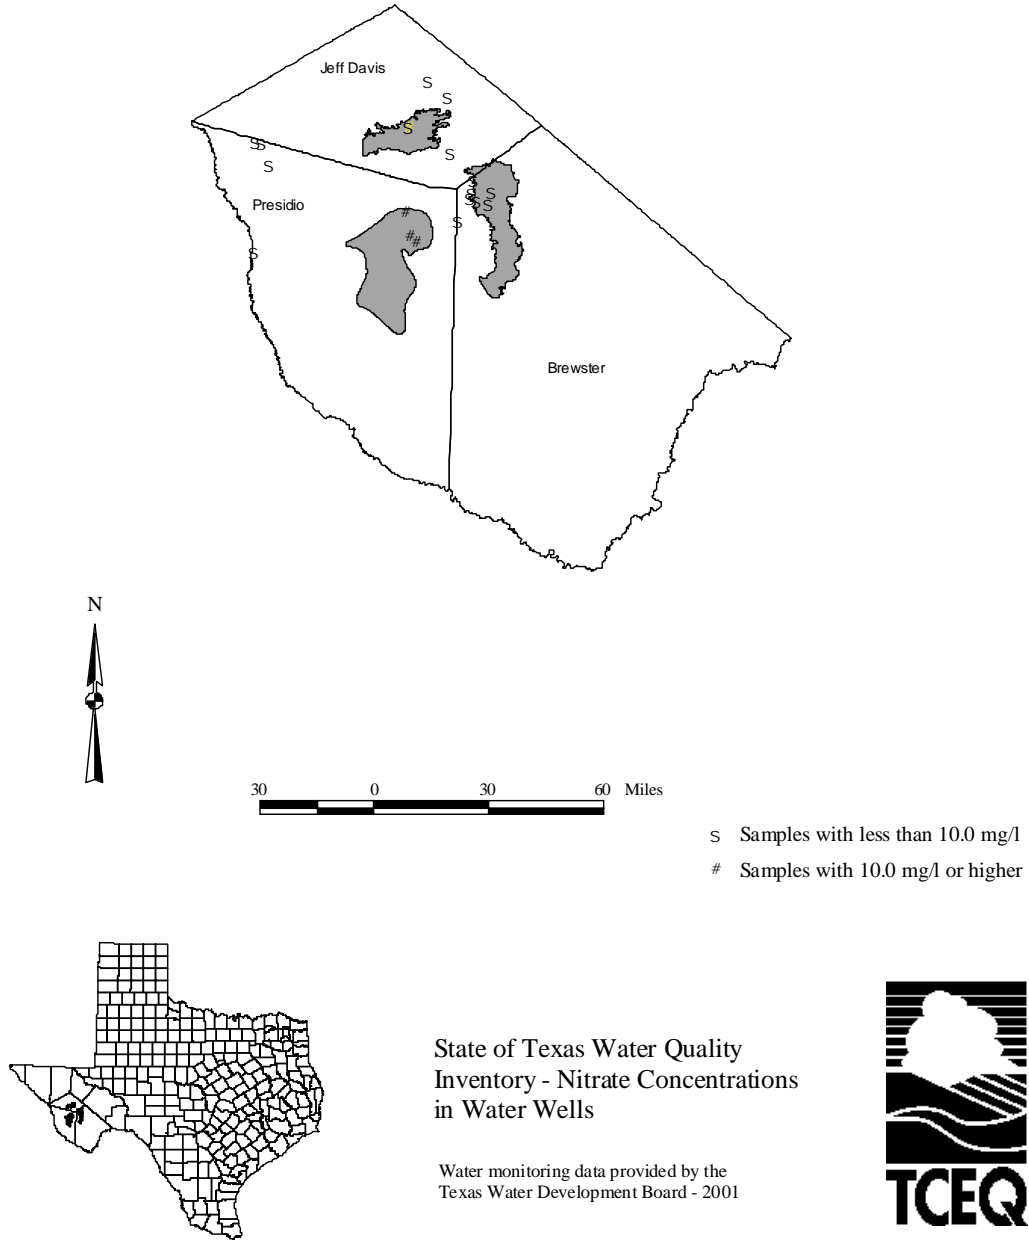 Jeff Davis
S
S
S
S S
S
S
Presidio
S
S S
S S
S S
#
S
# #
S
Brewster
N
30 0 30 60 Miles
S Samples with less than 10.0 mg/l
# Samples with 10.0 mg/l or higher
State of Texas Water Quality
Inventory - Nitrate Concentrations
in Water Wells
Water monitoring data provided by the
Texas Water Development Board - 2001
TCEQ